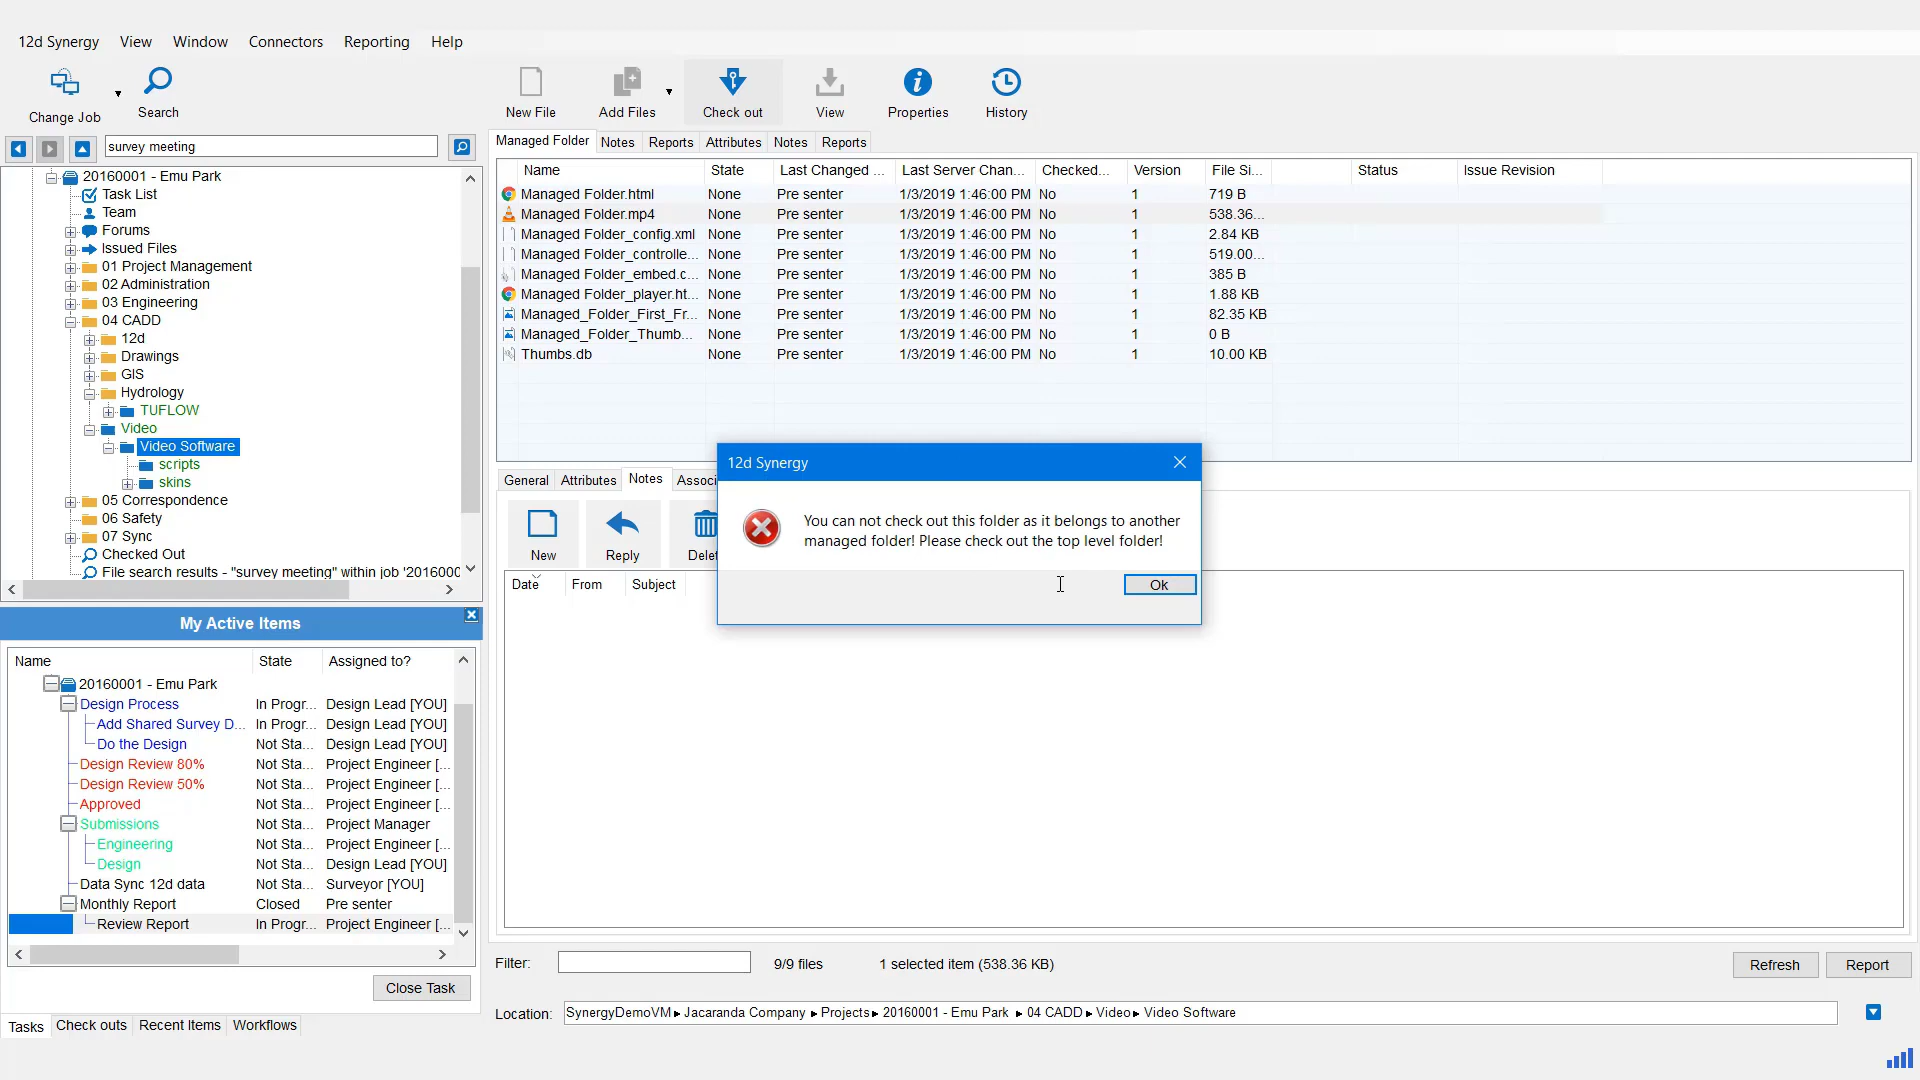 12d Synergy View Window Connectors Reporting Help
Change Job Search New File Add Files Check out View Properties History
survey meeting
Managed Folder Notes Reports Attributes Notes Reports
Name State Last Changed ... Last Server Chan... Checked... Version File Si... Status Issue Revision
Managed Folder.html None Pre senter 1/3/2019 1:46:00 PM No 1 719 B
Managed Folder.mp4 None Pre senter 1/3/2019 1:46:00 PM No 1 538.36...
Managed Folder_config.xml None Pre senter 1/3/2019 1:46:00 PM No 1 2.84 KB
Managed Folder_controlle... None Pre senter 1/3/2019 1:46:00 PM No 1 519.00...
Managed Folder_embed.c... None Pre senter 1/3/2019 1:46:00 PM No 1 385 B
Managed Folder_player.ht... None Pre senter 1/3/2019 1:46:00 PM No 1 1.88 KB
Managed_Folder_First_Fr... None Pre senter 1/3/2019 1:46:00 PM No 1 82.35 KB
Managed_Folder_Thumb... None Pre senter 1/3/2019 1:46:00 PM No 1 0 B
Thumbs.db None Pre senter 1/3/2019 1:46:00 PM No 1 10.00 KB
20160001 - Emu Park
Task List
Team
Forums
Issued Files
01 Project Management
02 Administration
03 Engineering
04 CADD
12d
Drawings
GIS
Hydrology
TUFLOW
Video
Video Software
scripts
skins
05 Correspondence
06 Safety
07 Sync
Checked Out
File search results - "survey meeting" within job '201600
General Attributes Notes Associ
New Reply Delet
Date From Subject
12d Synergy
You can not check out this folder as it belongs to another
managed folder! Please check out the top level folder!
Ok
My Active Items
Name State Assigned to?
20160001 - Emu Park
Design Process In Progr... Design Lead [YOU]
Add Shared Survey D... In Progr... Design Lead [YOU]
Do the Design Not Sta... Design Lead [YOU]
Design Review 80% Not Sta... Project Engineer [...
Design Review 50% Not Sta... Project Engineer [...
Approved Not Sta... Project Engineer [...
Submissions Not Sta... Project Manager
Engineering Not Sta... Project Engineer [...
Design Not Sta... Design Lead [YOU]
Data Sync 12d data Not Sta... Surveyor [YOU]
Monthly Report Closed Pre senter
Review Report In Progr... Project Engineer [...
Close Task
Tasks Check outs Recent Items Workflows
Filter: 9/9 files 1 selected item (538.36 KB) Refresh Report
Location: SynergyDemoVM Jacaranda Company Projects 20160001 - Emu Park 04 CADD Video Video Software